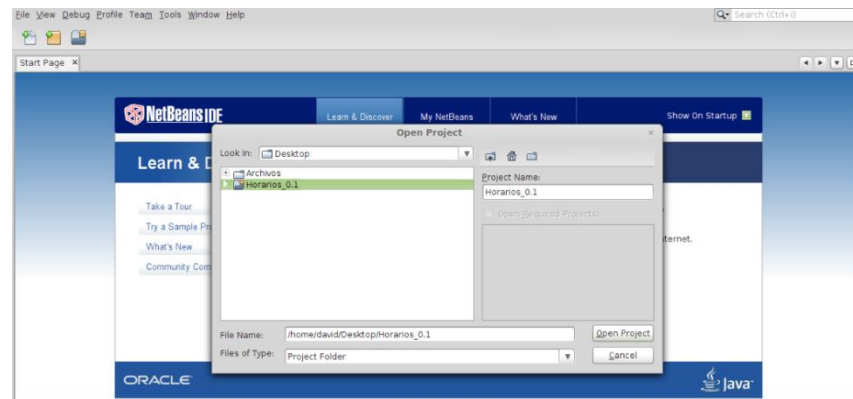 File View Debug Profile Team Tools Window Help
Search (Ctrl+I)
Start Page
NetBeans IDE
Learn & Discover
My NetBeans
What's New
Show On Startup
Open Project
Learn & D
Look In:
Desktop
Archivos
Horarios_0.1
Project Name:
Horarios_0.1
Open Required Projects:
Take a Tour
Try a Sample Pro
What's New
Community Corn
ternet.
File Name:
/home/david/Desktop/Horarios_0.1
Open Project
Files of Type:
Project Folder
Cancel
ORACLE
Java